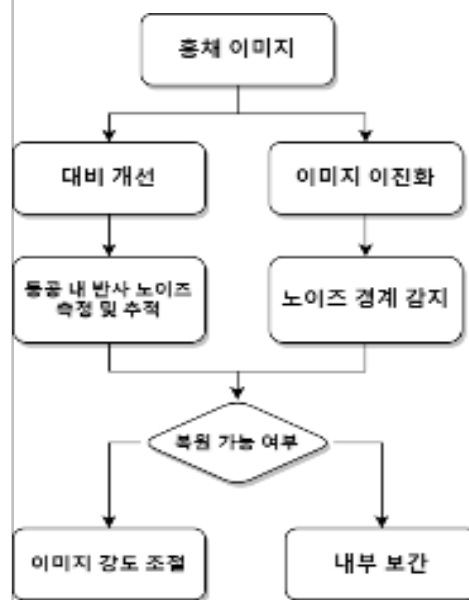 홍채 이미지
대비 개선
이미지 이진화
동공 내 반사 노이즈
측정 및 추적
노이즈 경계 감지
복원 가능 여부
이미지 강도 조절
내부 보간